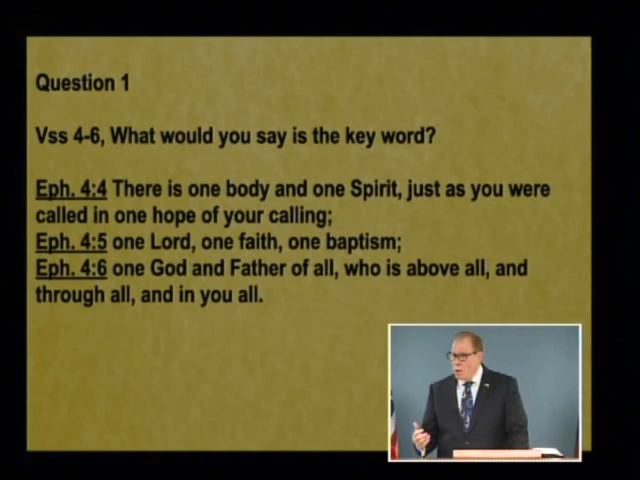 Question 1
Vss 4-6, What would you say is the key word?
Eph. 4:4 There is one body and one Spirit, just as you were
called in one hope of your calling;
Eph. 4:5 one Lord, one faith, one baptism;
Eph. 4:6 one God and Father of all, who is above all, and
through all, and in you all.